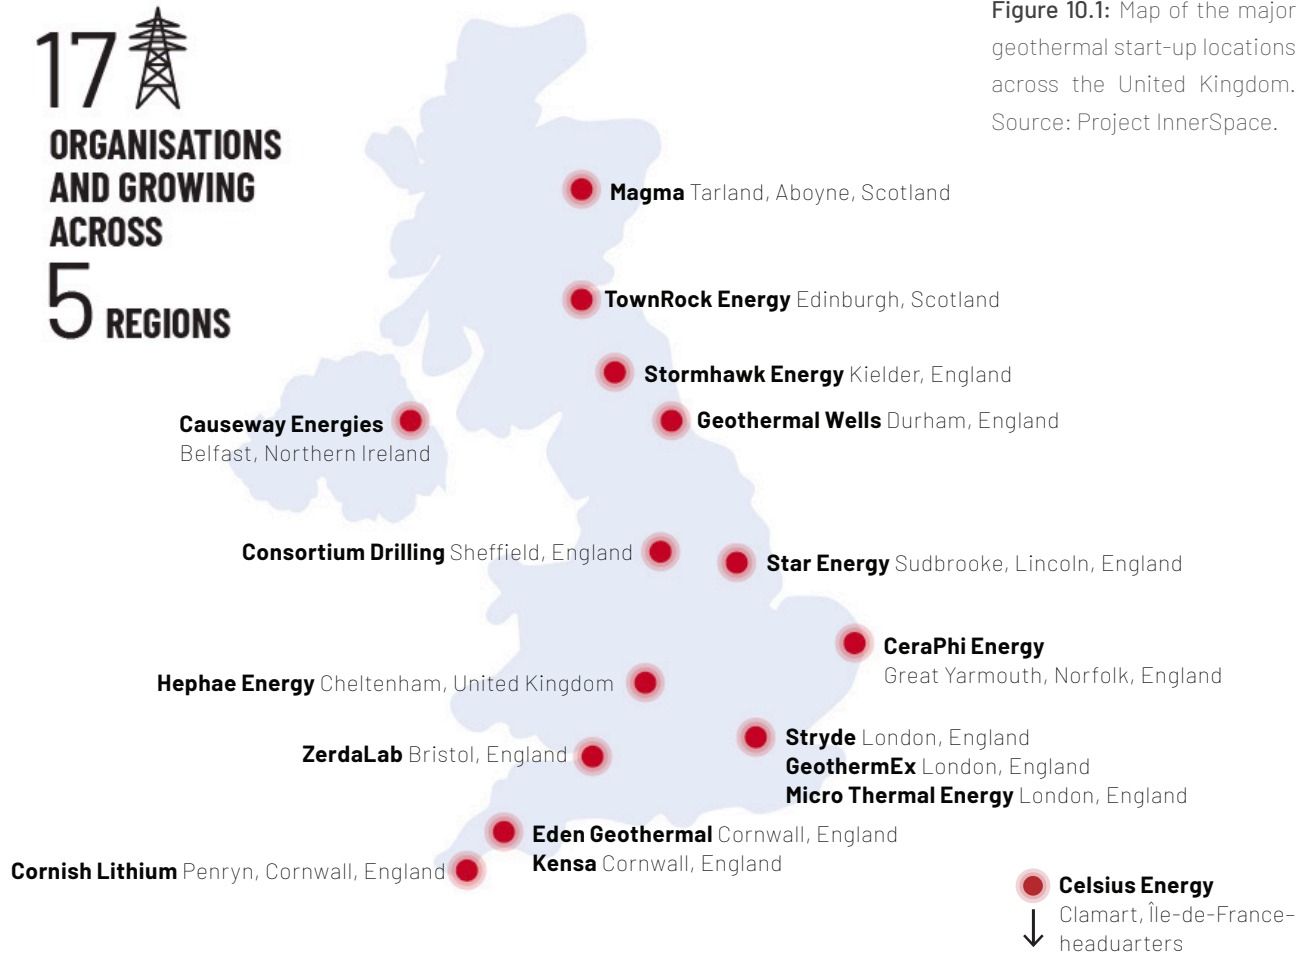 17
ORGANISATIONS
AND GROWING
ACROSS
5 REGIONS
Figure 10.1: Map of the major
geothermal start-up locations
across the United Kingdom.
Source: Project InnerSpace.
Magma Tarland, Aboyne, Scotland
TownRock Energy Edinburgh, Scotland
Stormhawk Energy Kielder, England
Causeway Energies
Belfast, Northern Ireland
Geothermal Wells Durham, England
Consortium Drilling Sheffield, England
Star Energy Sudbrooke, Lincoln, England
CeraPhi Energy
Great Yarmouth, Norfolk, England
Hephae Energy Cheltenham, United Kingdom
ZerdaLab Bristol, England
Stryde London, England
GeothermEx London, England
Micro Thermal Energy London, England
Eden Geothermal Cornwall, England
Kensa Cornwall, England
Cornish Lithium Penryn, Cornwall, England
Celsius Energy
Clamart, Île-de-France–
headuarters